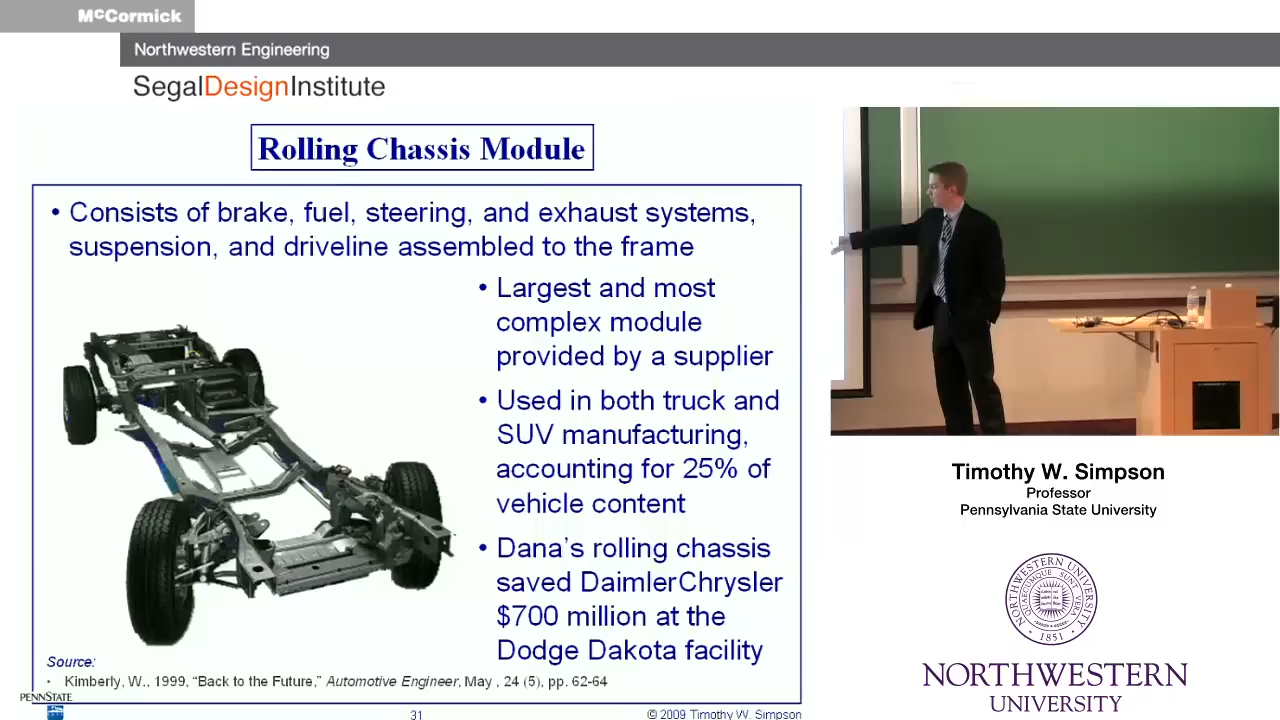 McCormick
Northwestern Engineering
SegalDesignInstitute
Rolling Chassis Module
• Consists of brake, fuel, steering, and exhaust systems,
suspension, and driveline assembled to the frame
• Largest and most
complex module
provided by a supplier
• Used in both truck and
SUV manufacturing,
accounting for 25% of
vehicle content
• Dana's rolling chassis
saved DaimlerChrysler
$700 million at the
Dodge Dakota facility
Source:
• Kimberly, W., 1999, “Back to the Future,” Automotive Engineer, May , 24 (5), pp. 62-64
PENNSTATE
31
© 2009 Timothy W. Simpson
Timothy W. Simpson
Professor
Pennsylvania State University
NORTHWESTERN UNIVERSITY
1851
NORTHWESTERN
UNIVERSITY